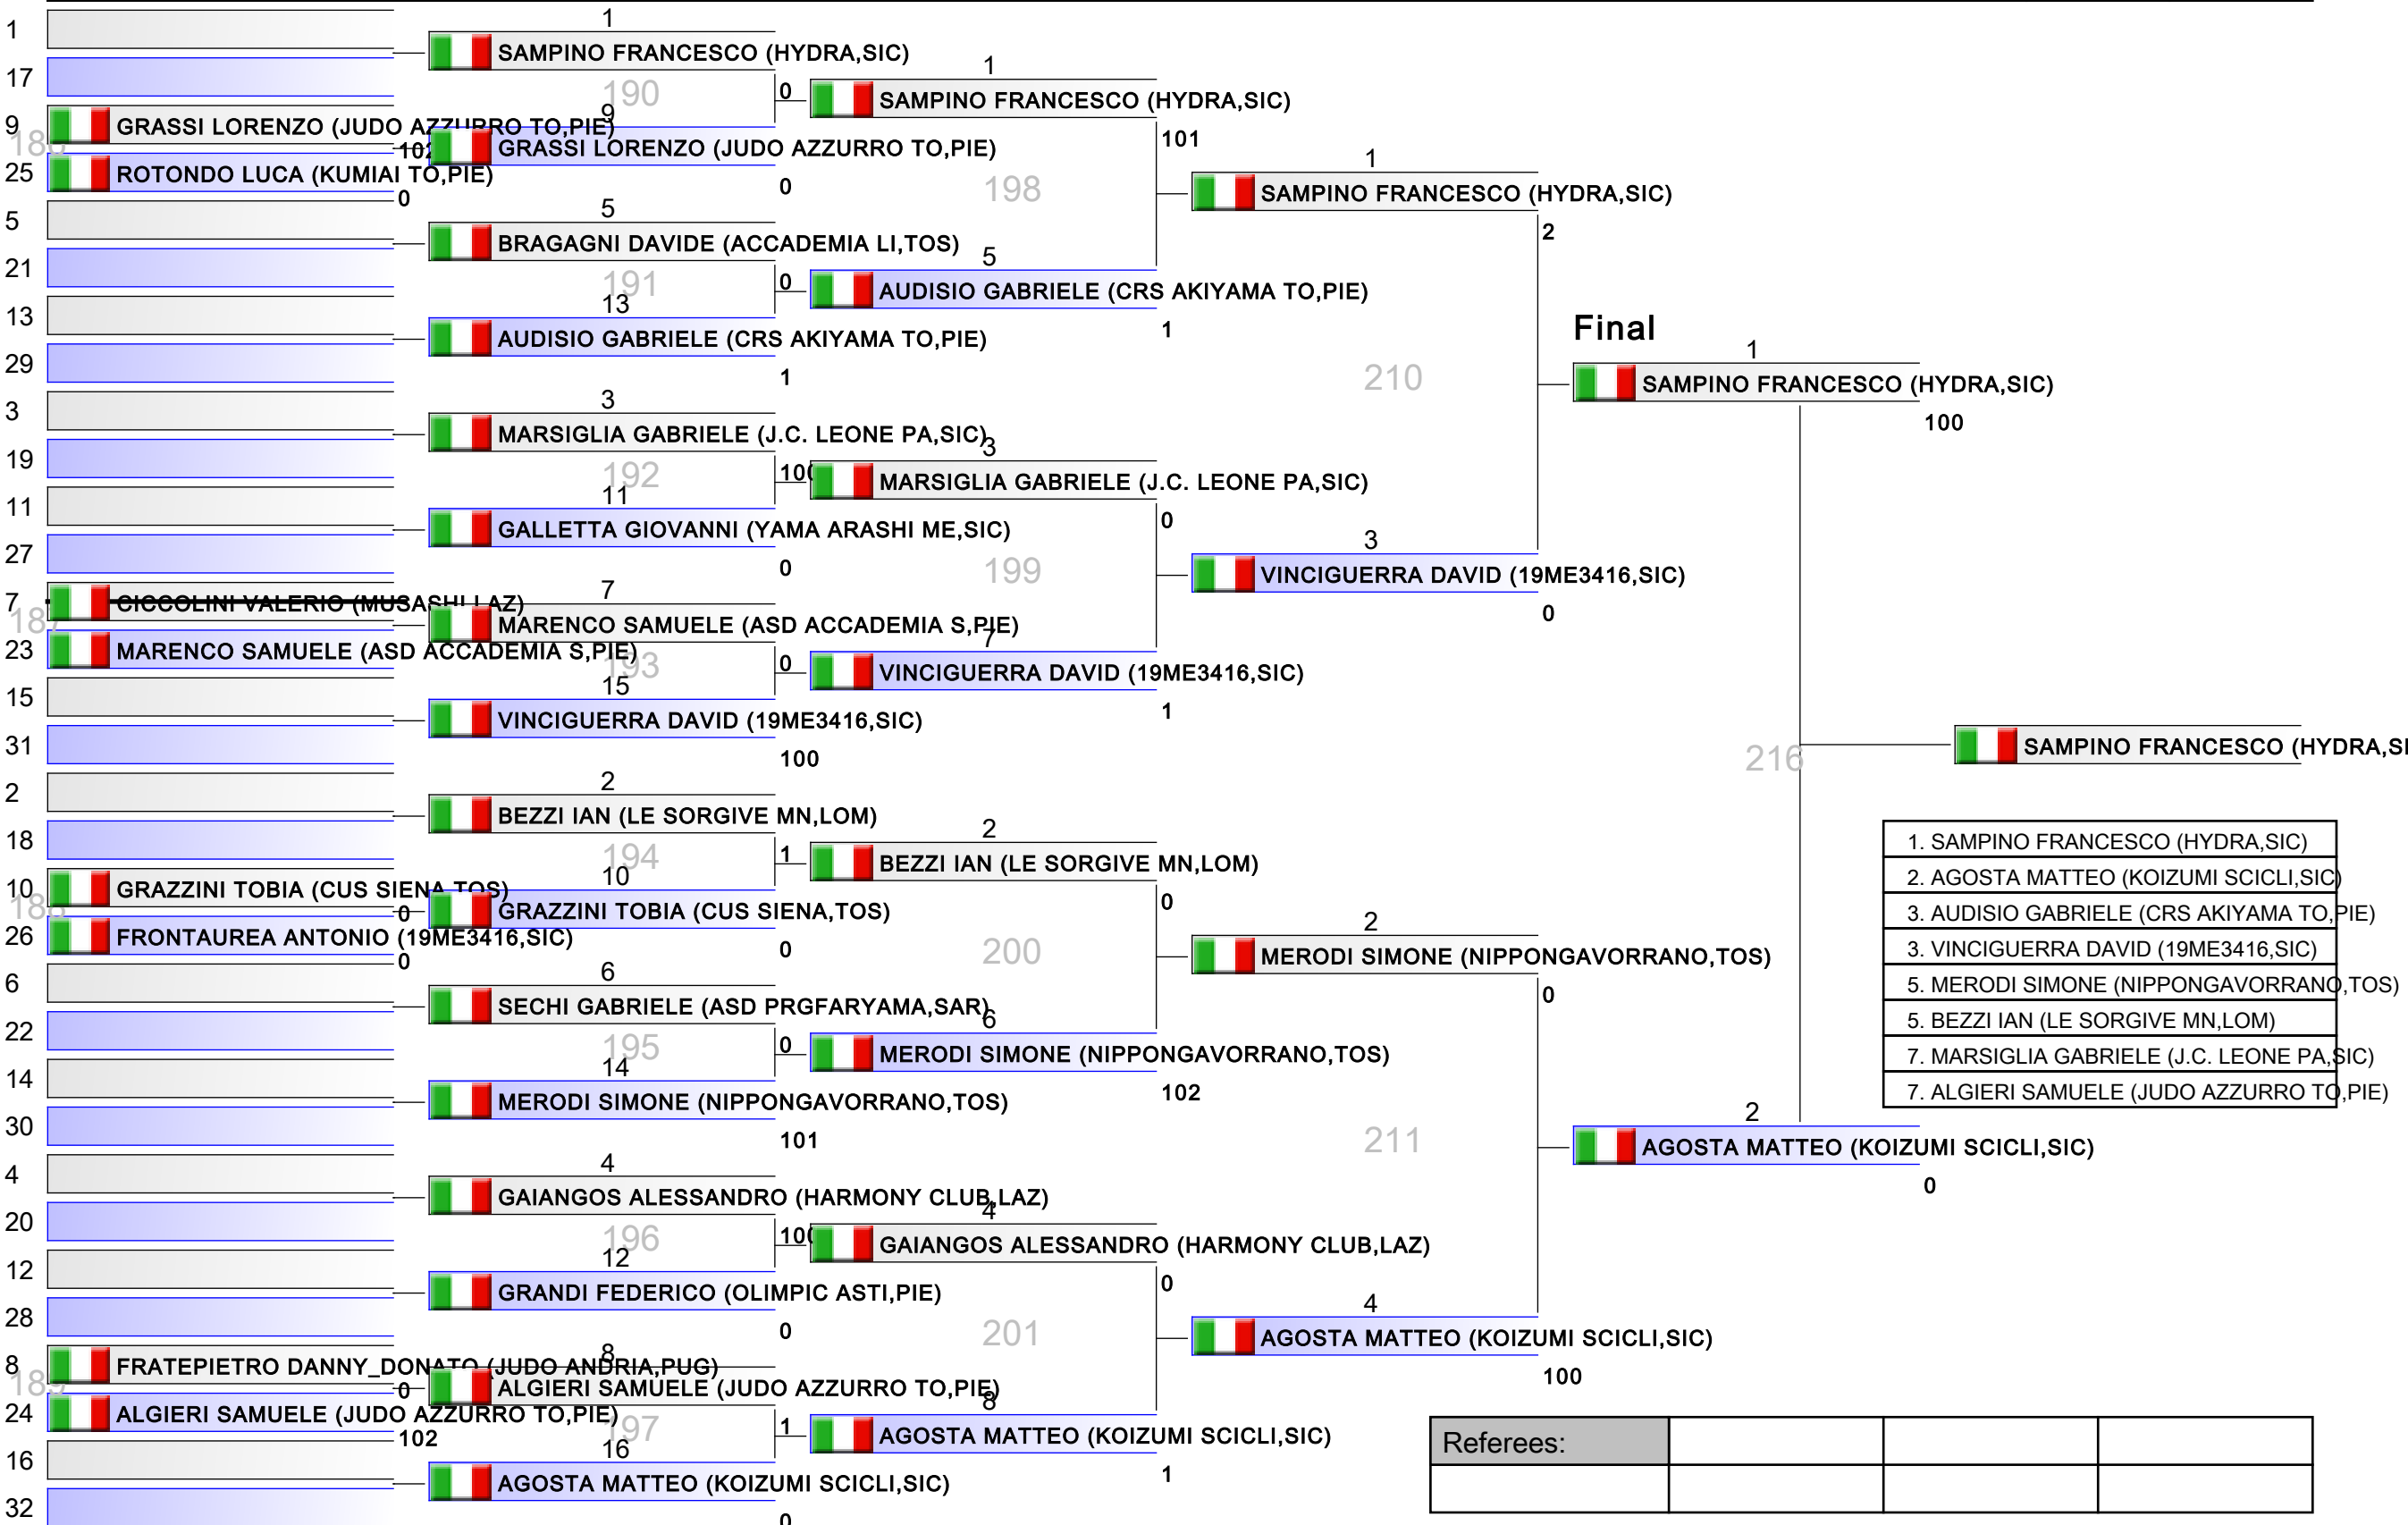 1
17
9
GRASSI LORENZO (JUDO AZZURRO TO,PIE)
102
25
ROTONDO LUCA (KUMIAI TO,PIE)
0
5
21
13
29
3
19
11
27
7
CICCOLINI VALERIO (MUSASHI,LAZ)
187
23
MARENCO SAMUELE (ASD ACCADEMIA S,PIE)
15
31
2
18
10
GRAZZINI TOBIA (CUS SIENA,TOS)
188
0
26
FRONTAUREA ANTONIO (19ME3416,SIC)
0
6
22
14
30
4
20
12
28
8
FRATEPIETRO DANNY_DONATO (JUDO ANDRIA,PUG)
189
0
24
ALGIERI SAMUELE (JUDO AZZURRO TO,PIE)
102
16
32
1
SAMPINO FRANCESCO (HYDRA,SIC)
190
0
9
GRASSI LORENZO (JUDO AZZURRO TO,PIE)
0
5
BRAGAGNI DAVIDE (ACCADEMIA LI,TOS)
191
0
13
AUDISIO GABRIELE (CRS AKIYAMA TO,PIE)
1
3
MARSIGLIA GABRIELE (J.C. LEONE PA,SIC)
192
100
11
GALLETTA GIOVANNI (YAMA ARASHI ME,SIC)
0
7
MARENCO SAMUELE (ASD ACCADEMIA S,PIE)
193
0
15
VINCIGUERRA DAVID (19ME3416,SIC)
100
2
BEZZI IAN (LE SORGIVE MN,LOM)
194
1
10
GRAZZINI TOBIA (CUS SIENA,TOS)
0
6
SECHI GABRIELE (ASD PRGFARYAMA,SAR)
195
0
14
MERODI SIMONE (NIPPONGAVORRANO,TOS)
101
4
GAIANGOS ALESSANDRO (HARMONY CLUB,LAZ)
196
100
12
GRANDI FEDERICO (OLIMPIC ASTI,PIE)
0
8
ALGIERI SAMUELE (JUDO AZZURRO TO,PIE)
197
1
16
AGOSTA MATTEO (KOIZUMI SCICLI,SIC)
0
1
SAMPINO FRANCESCO (HYDRA,SIC)
101
198
5
AUDISIO GABRIELE (CRS AKIYAMA TO,PIE)
1
3
MARSIGLIA GABRIELE (J.C. LEONE PA,SIC)
0
199
7
VINCIGUERRA DAVID (19ME3416,SIC)
1
2
BEZZI IAN (LE SORGIVE MN,LOM)
0
200
6
MERODI SIMONE (NIPPONGAVORRANO,TOS)
102
4
GAIANGOS ALESSANDRO (HARMONY CLUB,LAZ)
0
201
8
AGOSTA MATTEO (KOIZUMI SCICLI,SIC)
1
1
SAMPINO FRANCESCO (HYDRA,SIC)
2
210
3
VINCIGUERRA DAVID (19ME3416,SIC)
0
2
MERODI SIMONE (NIPPONGAVORRANO,TOS)
0
211
4
AGOSTA MATTEO (KOIZUMI SCICLI,SIC)
100
Final
1
SAMPINO FRANCESCO (HYDRA,SIC)
100
216
2
AGOSTA MATTEO (KOIZUMI SCICLI,SIC)
0
SAMPINO FRANCESCO
1. SAMPINO FRANCESCO (HYDRA,SIC)
2. AGOSTA MATTEO (KOIZUMI SCICLI,SIC)
3. AUDISIO GABRIELE (CRS AKIYAMA TO,PIE)
3. VINCIGUERRA DAVID (19ME3416,SIC)
5. MERODI SIMONE (NIPPONGAVORRANO,TOS)
5. BEZZI IAN (LE SORGIVE MN,LOM)
7. MARSIGLIA GABRIELE (J.C. LEONE PA,SIC)
7. ALGIERI SAMUELE (JUDO AZZURRO TO,PIE)
Referees: